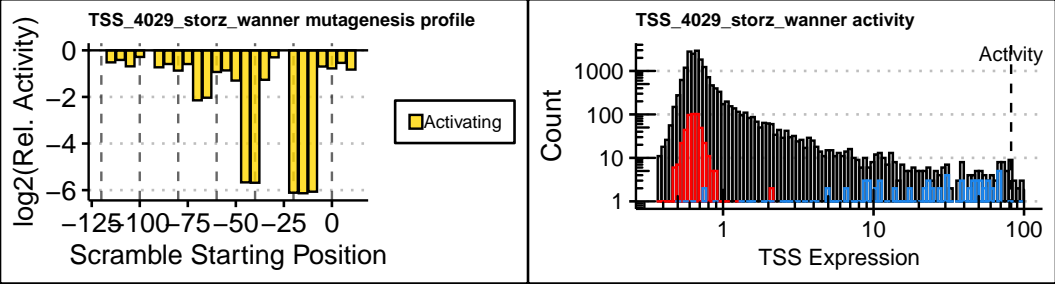 TSS_4029_storz_wanner mutagenesis profile
log2(Rel. Activity)
0
−2
−4
−6
−125
−100
−75
−50
−25
0
Scramble Starting Position
Activating
TSS_4029_storz_wanner activity
Activity
Count
1000
100
10
1
1
10
100
TSS Expression